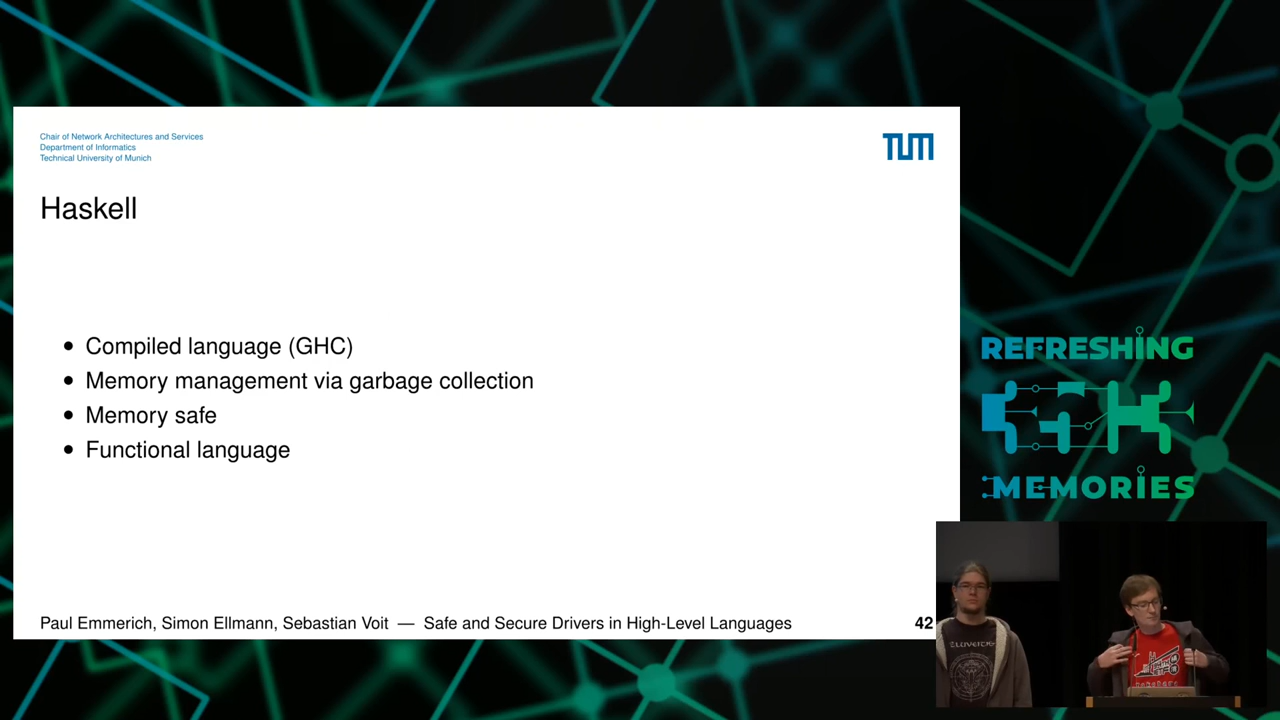 Chair of Network Architectures and Services
Department of Informatics
Technical University of Munich
TUM
Haskell
• Compiled language (GHC)
• Memory management via garbage collection
• Memory safe
• Functional language
Paul Emmerich, Simon Ellmann, Sebastian Voit — Safe and Secure Drivers in High-Level Languages
42
REFRESHING
MEMORIES
ELUVEITIE